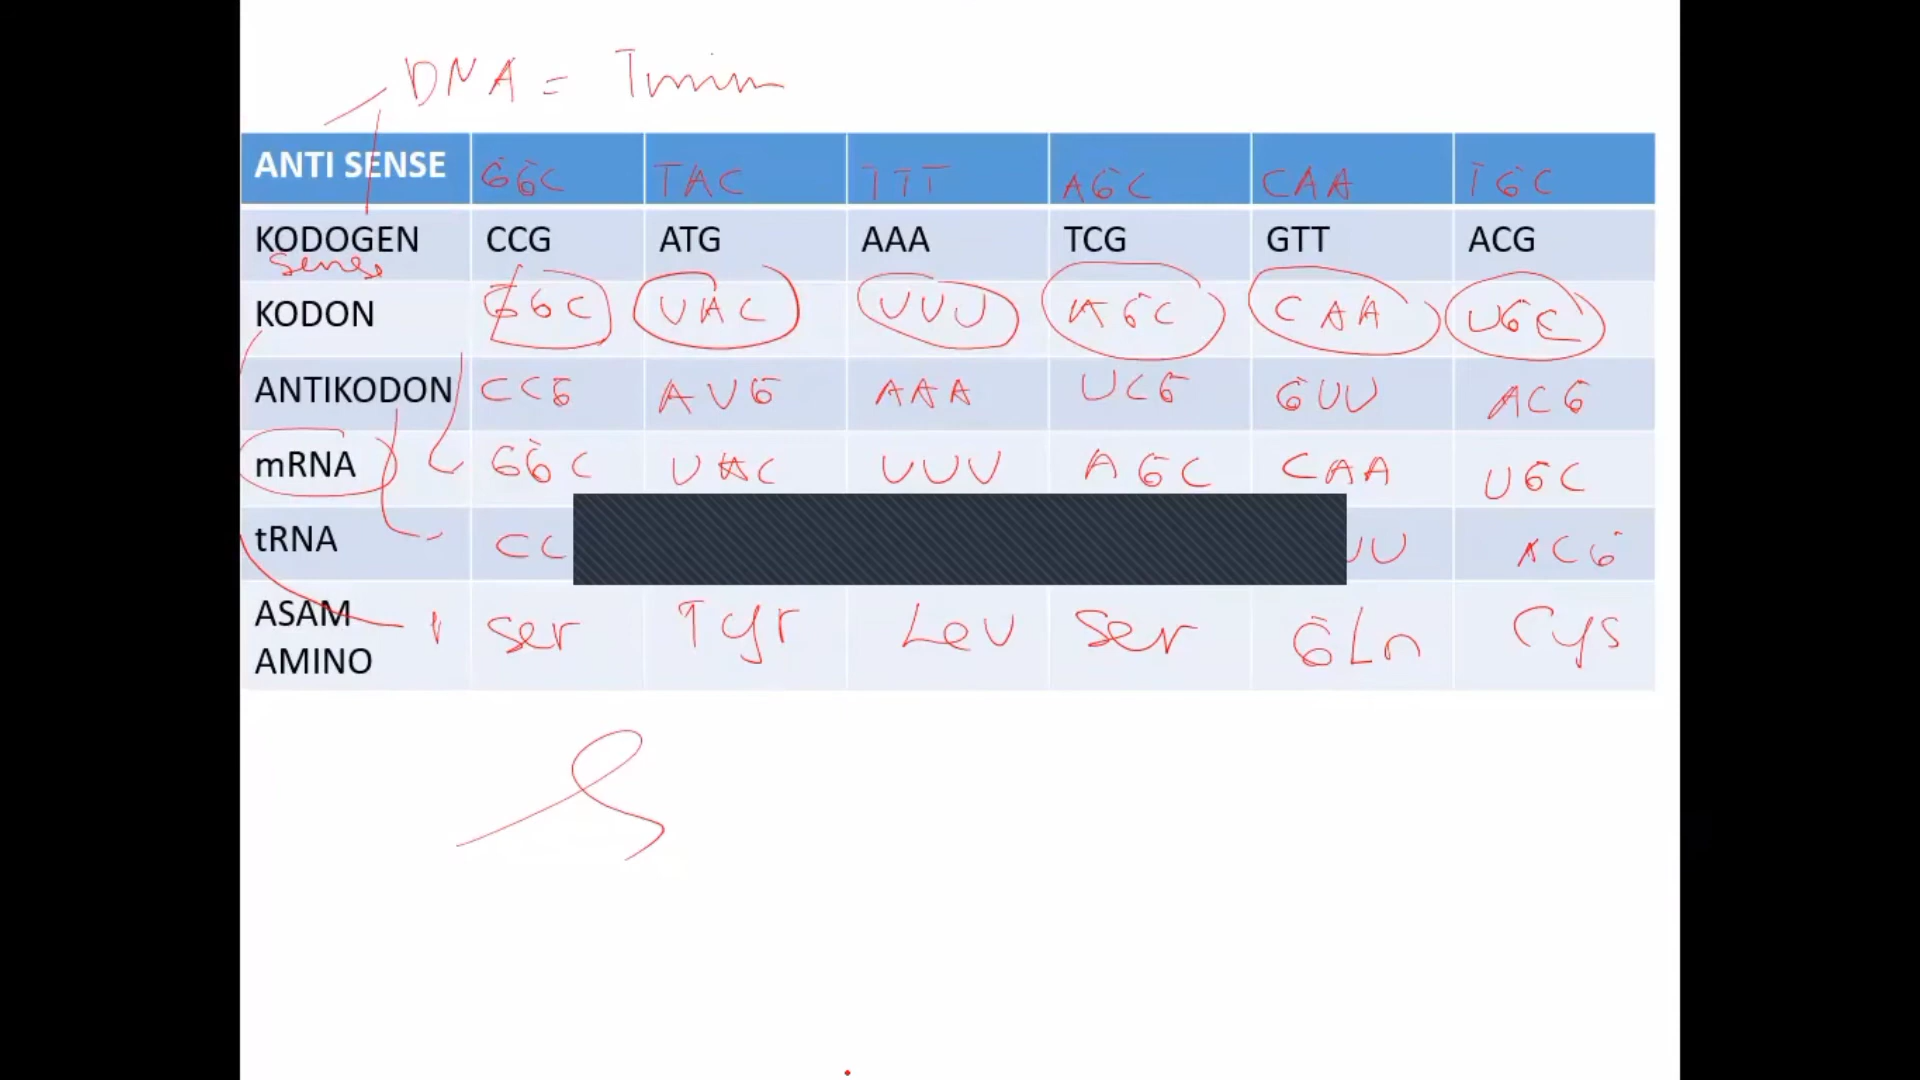 DNA = Timin
ANTI SENSE GGC TAC TTT AGC CAA TGC
KODOGEN CCG ATG AAA TCG GTT ACG
sense
KODON GGC UAC UUU AGC CAA UGC
ANTIKODON CCG AUG AAA UCG GUU ACG
mRNA GGC UAC UUU AGC CAA UGC
tRNA CC UU ACG
ASAM
AMINO Ser Tyr Leu Ser GLn Cys